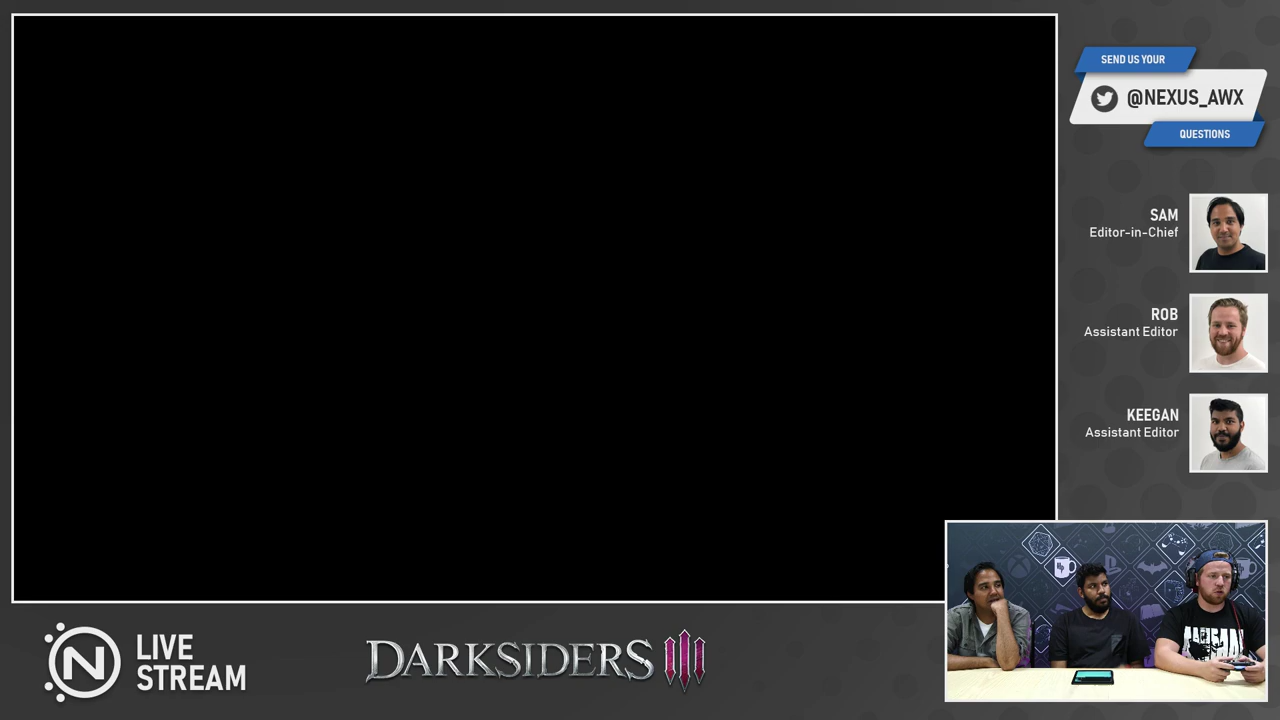 SEND US YOUR
@NEXUS_AWX
QUESTIONS
SAM
Editor-in-Chief
ROB
Assistant Editor
KEEGAN
Assistant Editor
N LIVE
STREAM
DARKSIDERS III